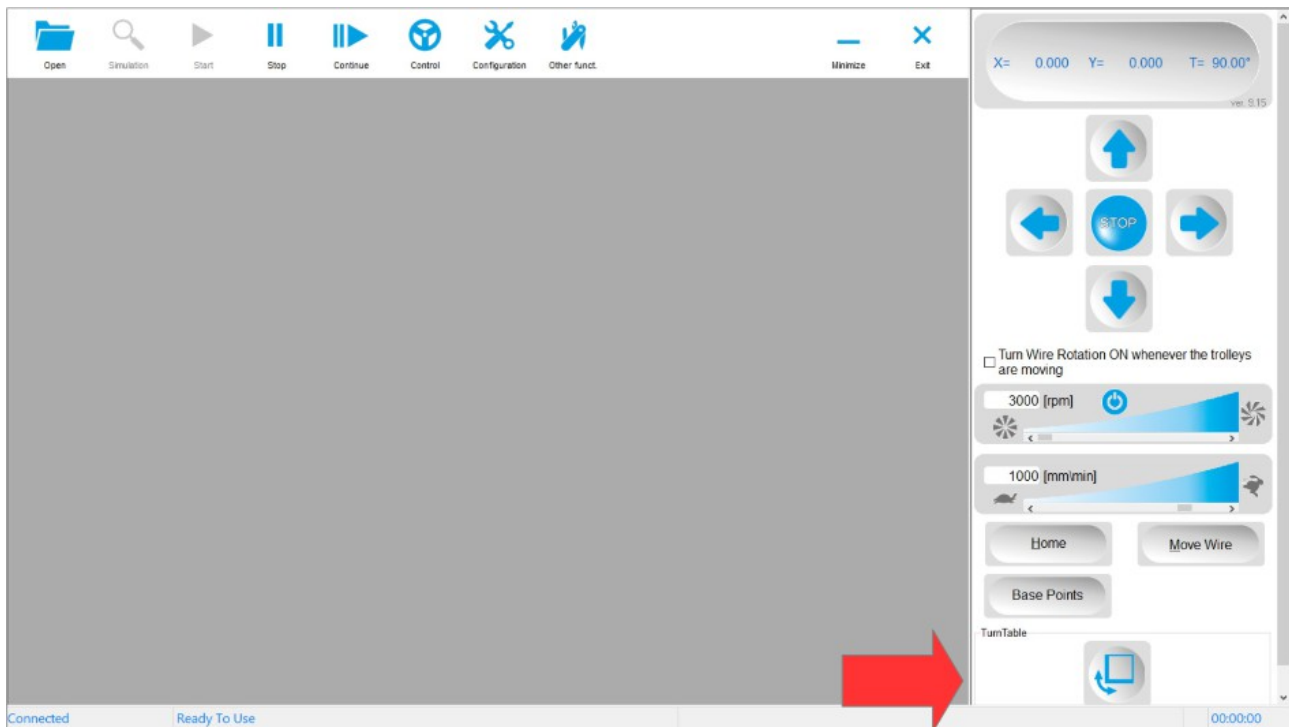 Open Simulation Start Stop Continue Control Configuration Other funct. Minimize Exit
X= 0.000 Y= 0.000 T= 90.00°
ver. 9.15
STOP
Turn Wire Rotation ON whenever the trolleys
are moving
3000 [rpm]
1000 [mm\min]
Home Move Wire
Base Points
TurnTable
Connected Ready To Use 00:00:00